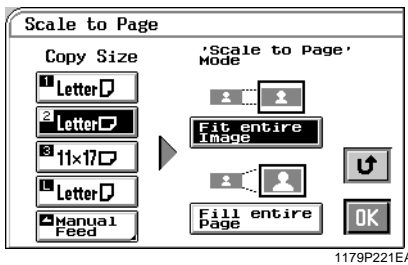 Scale to Page
Copy Size
'Scale to Page'
Mode
1 Letter
2 Letter
3 11×17
L Letter
Manual
Feed
Fit entire
Image
Fill entire
Page
OK
1179P221EA